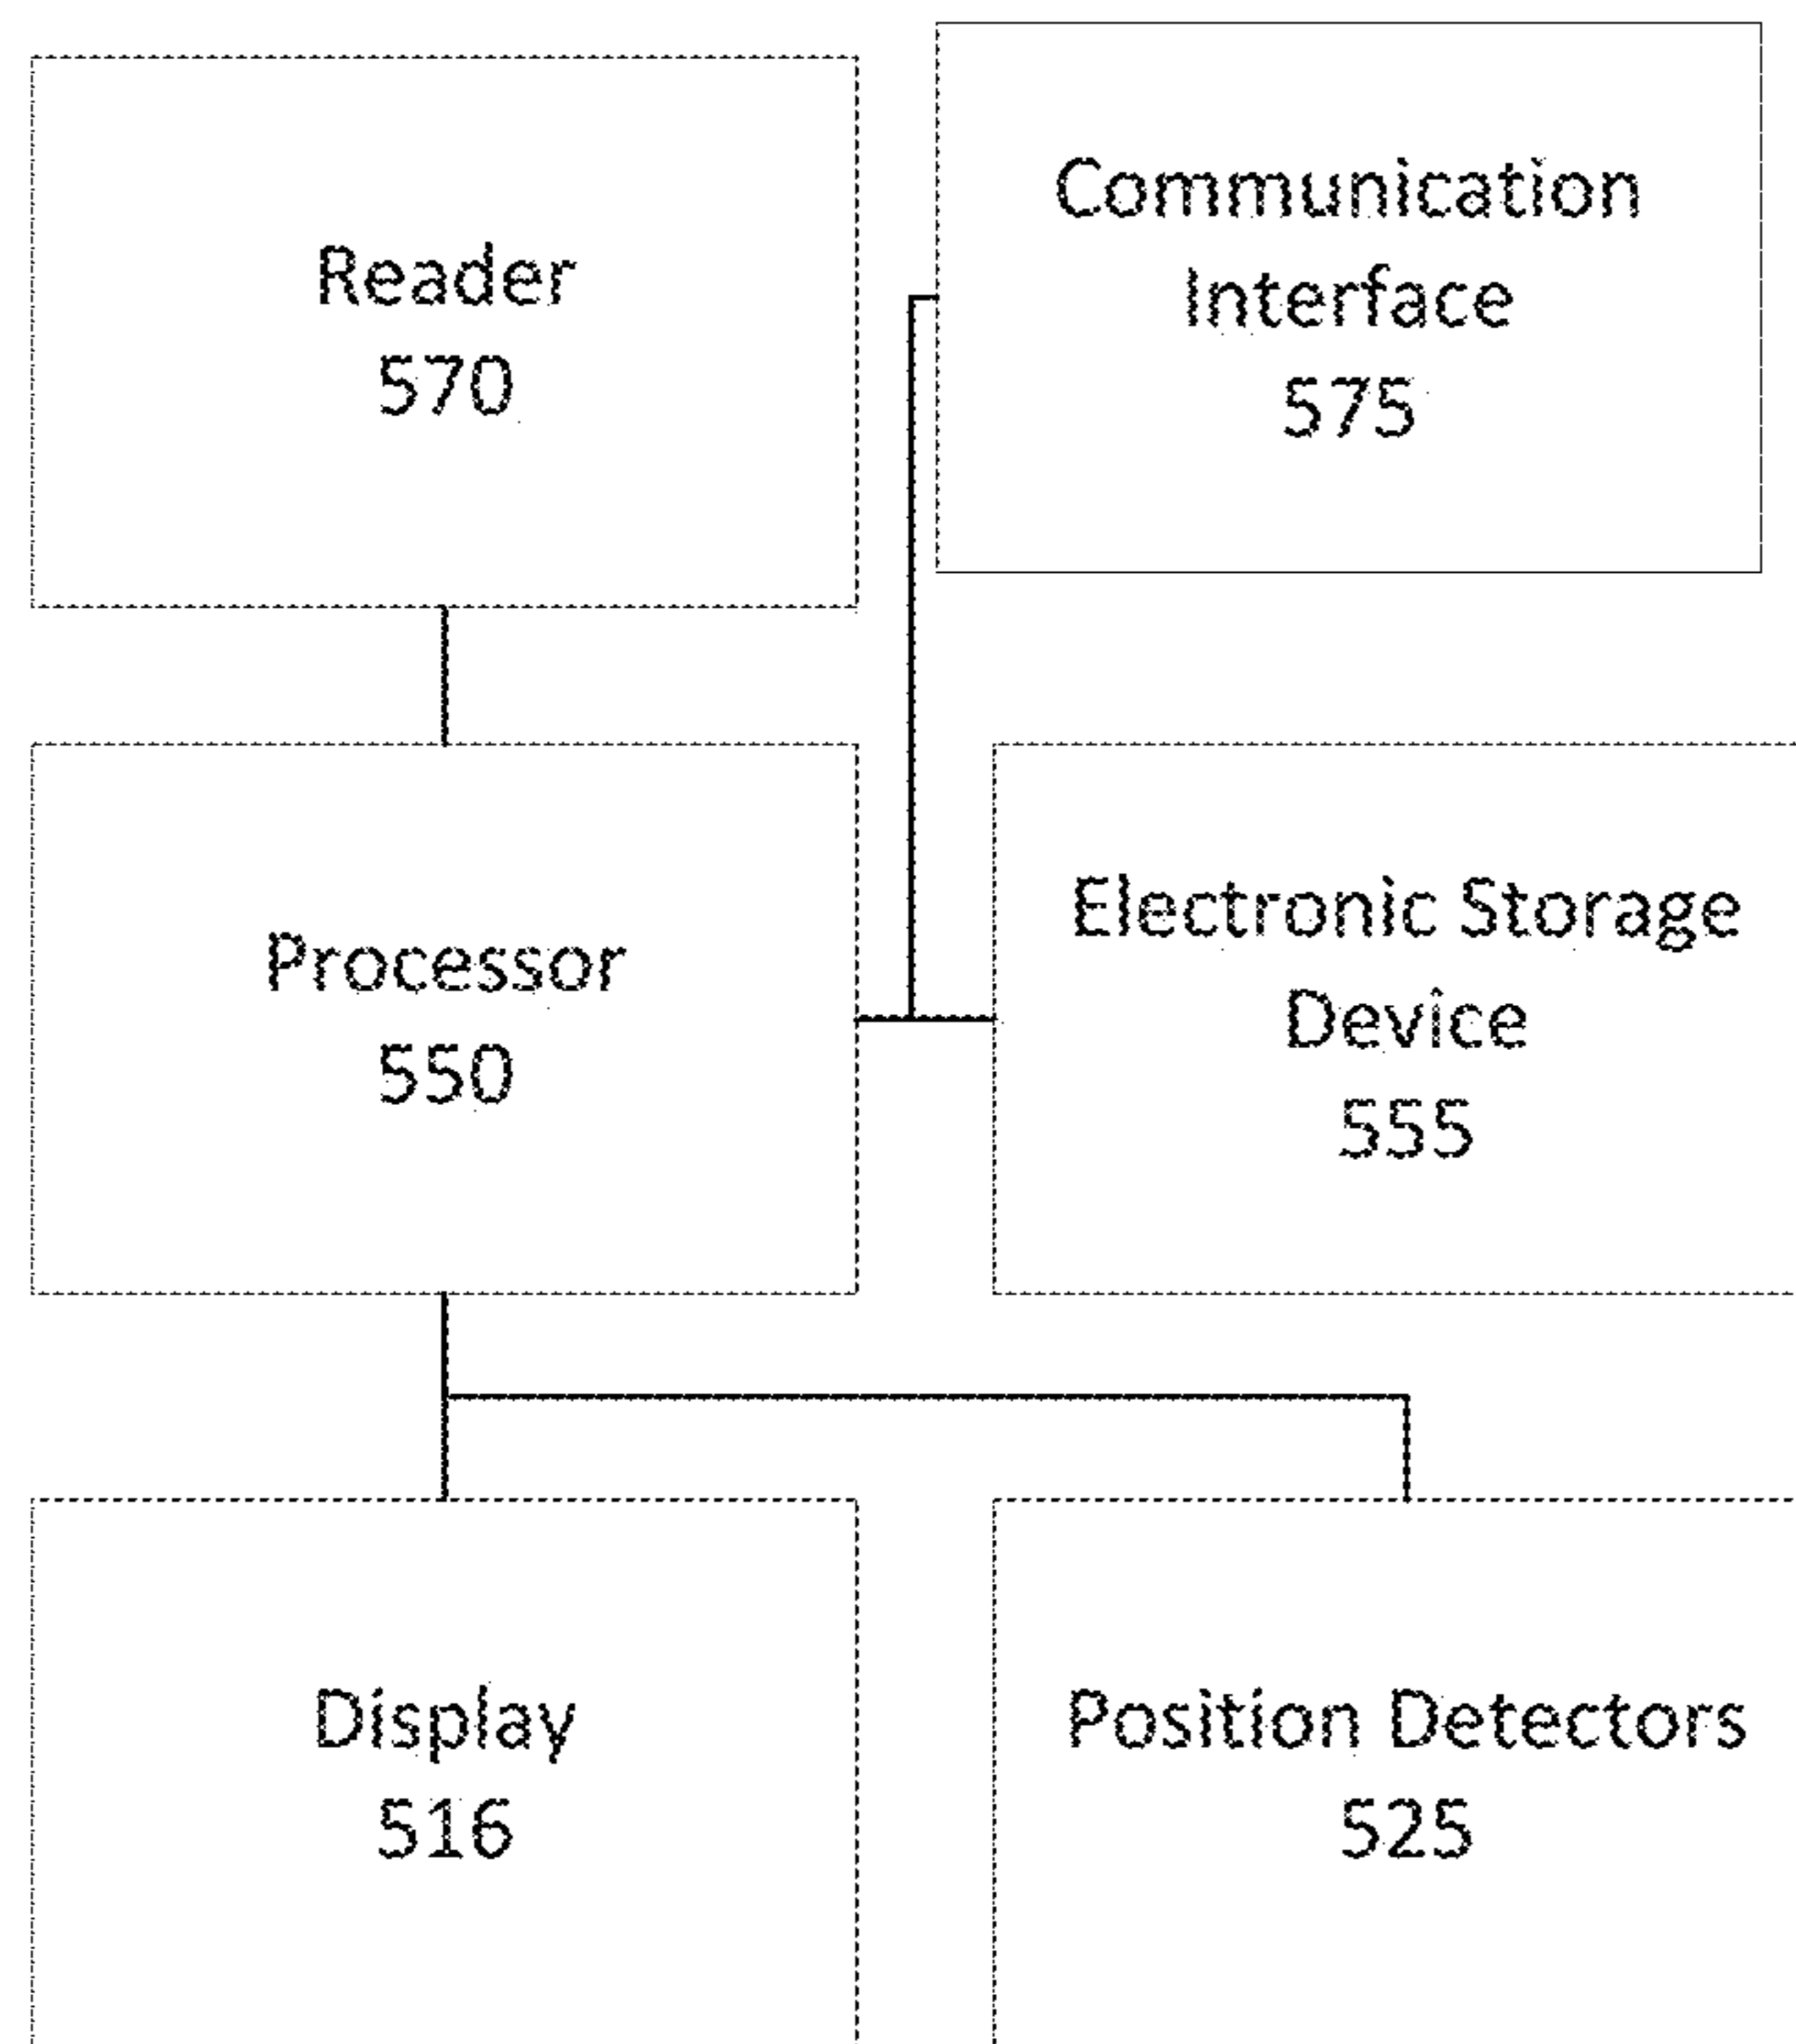 Reader
570
Communication
Interface
575
Processor
550
Electronic Storage
Device
555
Display
516
Position Detectors
525